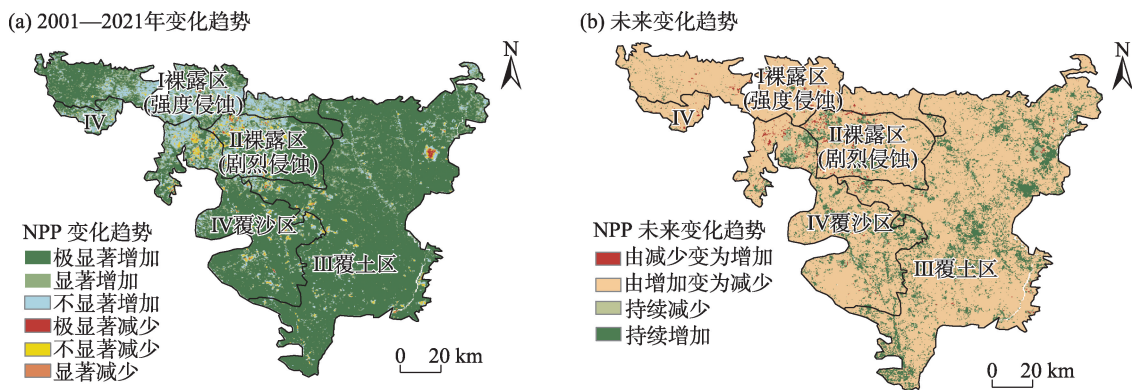 (a) 2001—2021年变化趋势
N
I裸露区
(强度侵蚀)
IV
II裸露区
(剧烈侵蚀)
IV覆沙区
III覆土区
NPP 变化趋势
极显著增加
显著增加
不显著增加
极显著减少
不显著减少
显著减少
0 20 km
(b) 未来变化趋势
N
I裸露区
(强度侵蚀)
IV
II裸露区
(剧烈侵蚀)
IV覆沙区
III覆土区
NPP 未来变化趋势
由减少变为增加
由增加变为减少
持续减少
持续增加
0 20 km